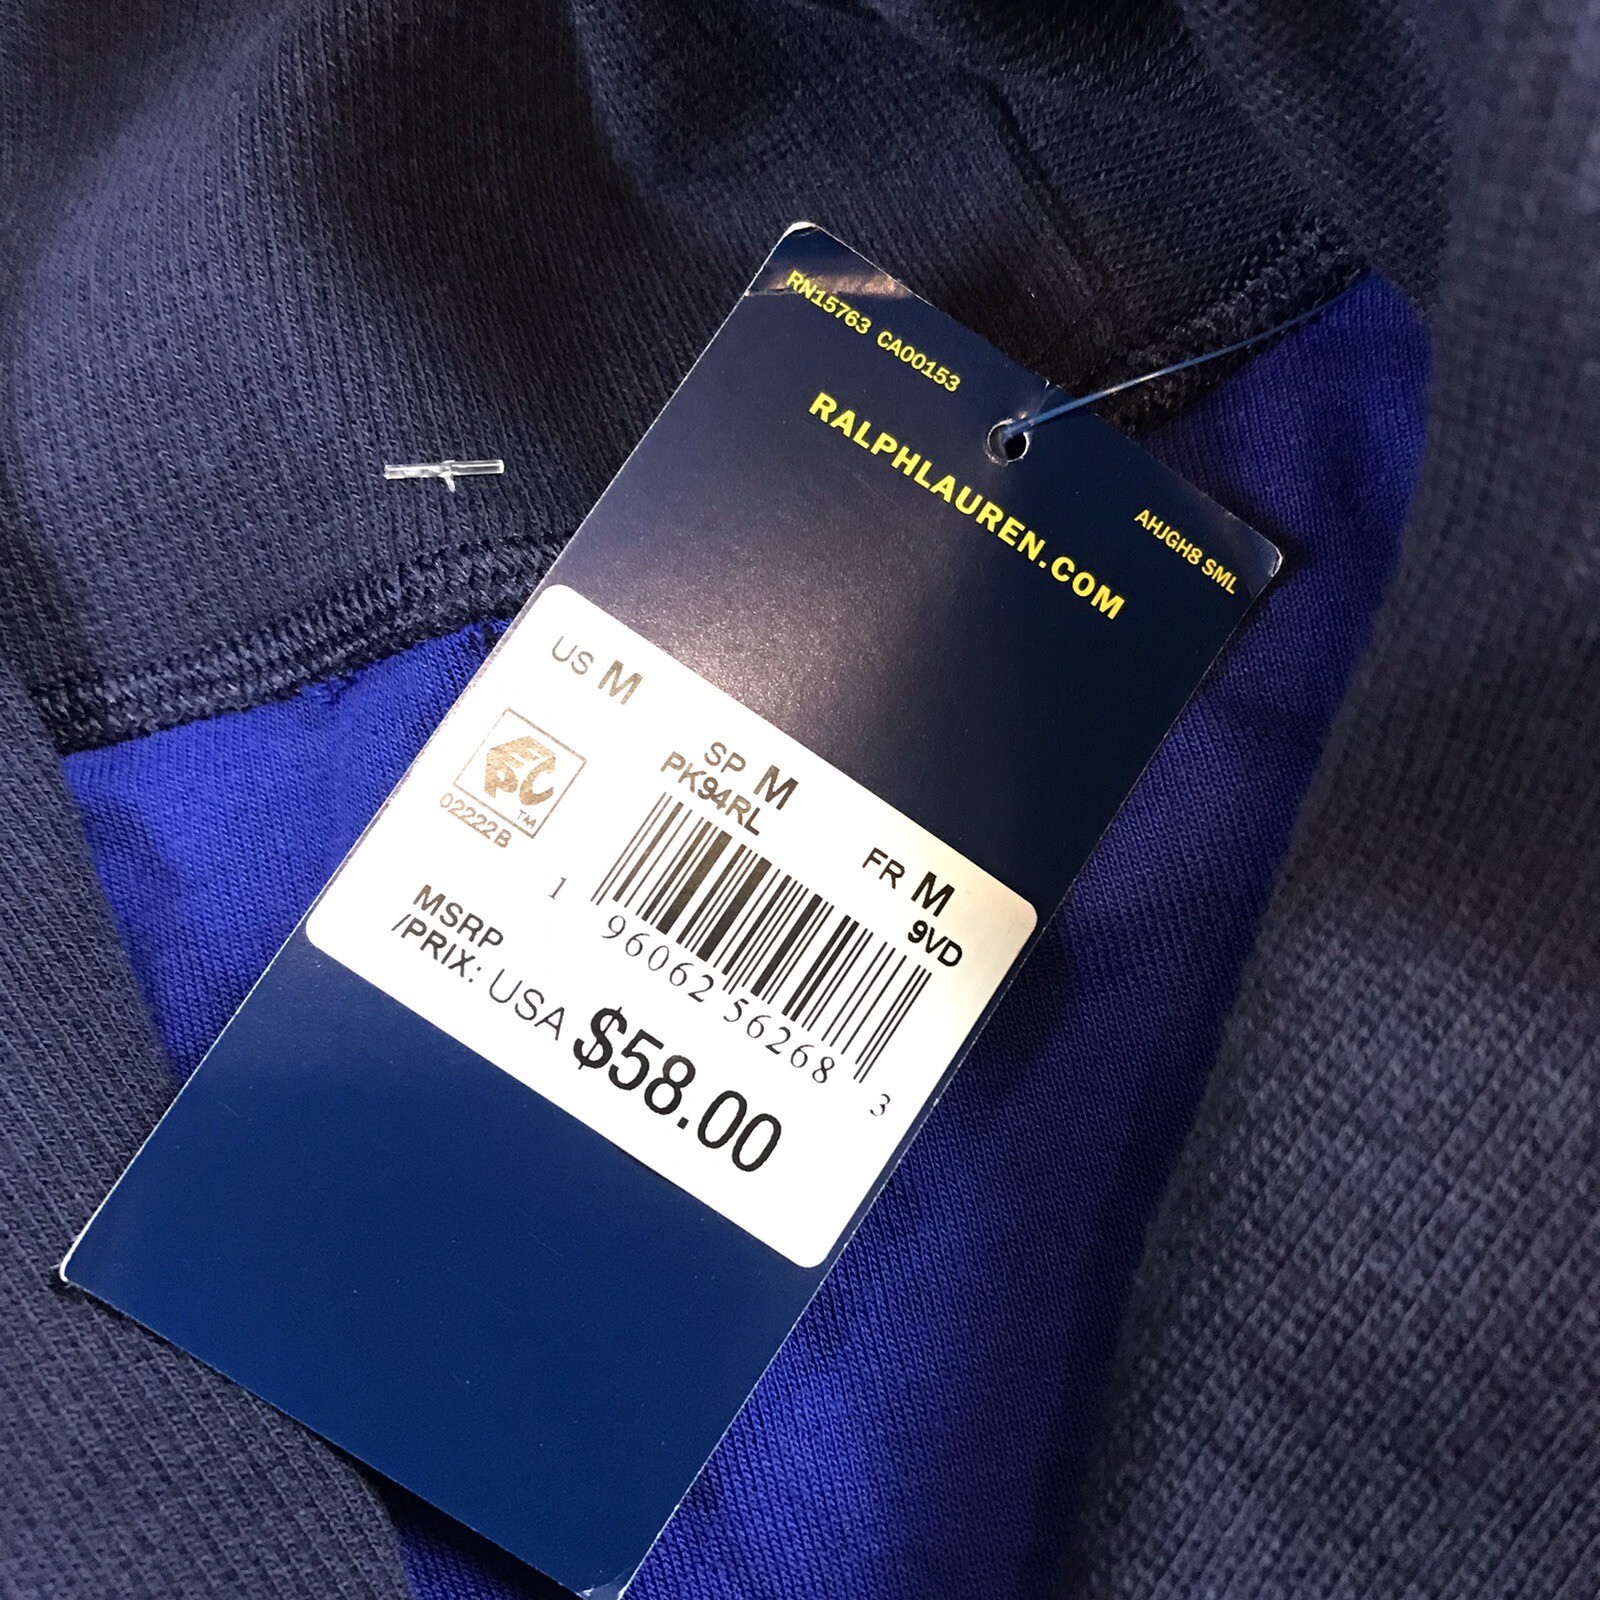 RN15763 CA00153
RALPHLAUREN.COM
AHJGH8 SML
US M
SP M
FR M
PK94RL
9VD
EPC™
02222B
1 96062 56268 3
MSRP
/PRIX: USA $58.00